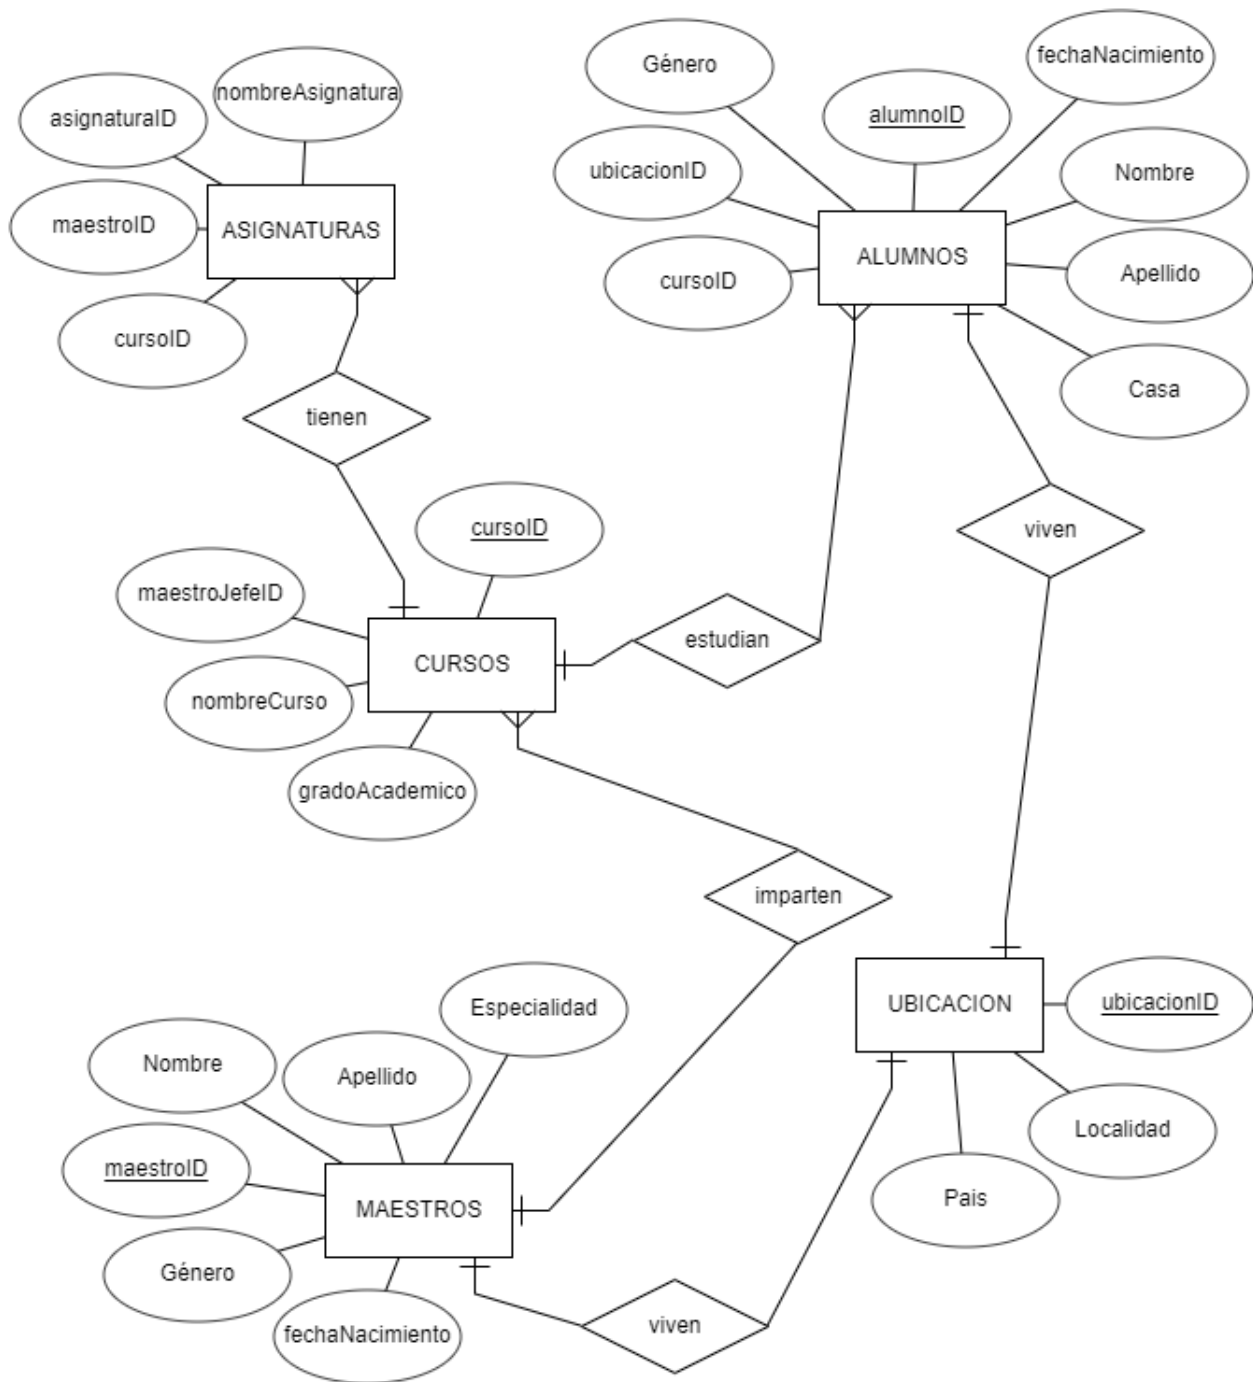 Género
fechaNacimiento
nombreAsignatura
asignaturaID
alumnoID
ubicacionID
Nombre
maestroID
ASIGNATURAS
ALUMNOS
cursoID
Apellido
cursoID
Casa
tienen
cursoID
viven
maestroJefeID
estudian
CURSOS
nombreCurso
gradoAcademico
imparten
Especialidad
UBICACION
ubicacionID
Nombre
Apellido
Localidad
maestroID
Pais
MAESTROS
Género
viven
fechaNacimiento